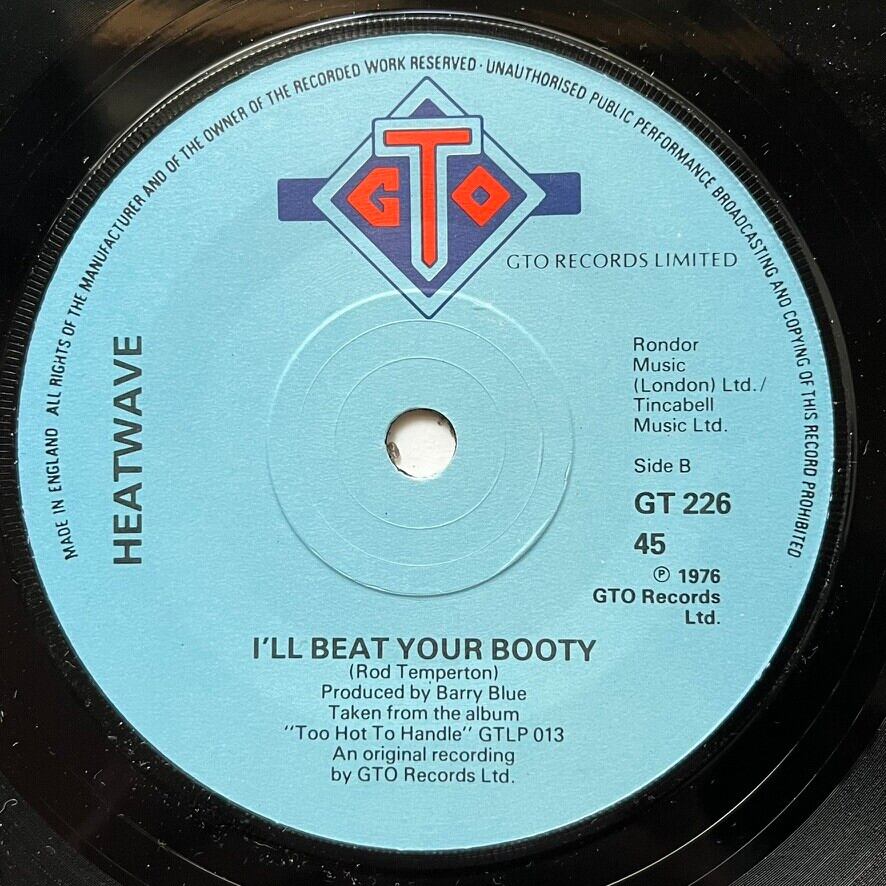 MADE IN ENGLAND ALL RIGHTS OF THE MANUFACTURER AND OF THE OWNER OF THE RECORDED WORK RESERVED · UNAUTHORISED PUBLIC PERFORMANCE BROADCASTING AND COPYING OF THIS RECORD PROHIBITED
GTO
GTO RECORDS LIMITED
HEATWAVE
Rondor
Music
(London) Ltd./
Tincabell
Music Ltd.
Side B
GT 226
45
℗ 1976
GTO Records
Ltd.
I'LL BEAT YOUR BOOTY
(Rod Temperton)
Produced by Barry Blue
Taken from the album
"Too Hot To Handle" GTLP 013
An original recording
by GTO Records Ltd.